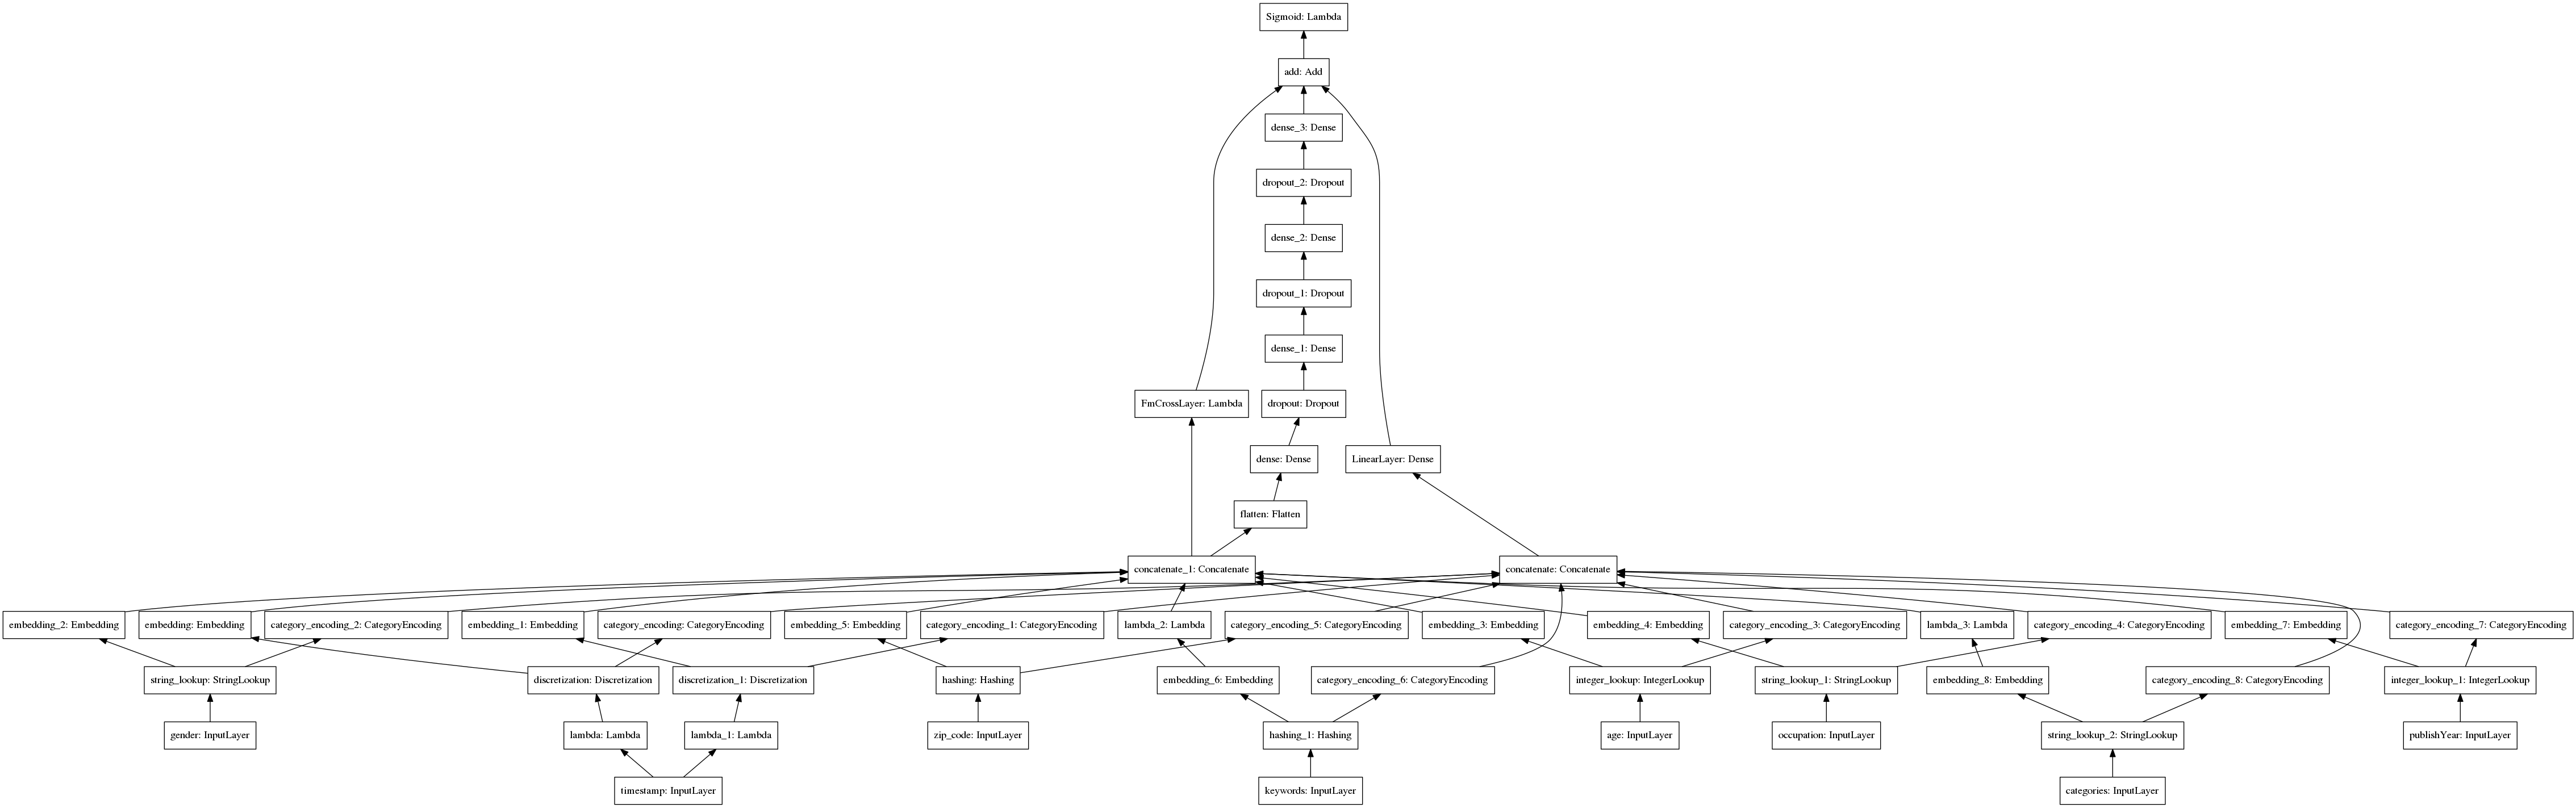 Sigmoid: Lambda
add: Add
dense_3: Dense
dropout_2: Dropout
dense_2: Dense
dropout_1: Dropout
dense_1: Dense
FmCrossLayer: Lambda
dropout: Dropout
dense: Dense
LinearLayer: Dense
flatten: Flatten
concatenate_1: Concatenate
concatenate: Concatenate
embedding_2: Embedding
embedding: Embedding
category_encoding_2: CategoryEncoding
embedding_1: Embedding
category_encoding: CategoryEncoding
embedding_5: Embedding
category_encoding_1: CategoryEncoding
lambda_2: Lambda
category_encoding_5: CategoryEncoding
embedding_3: Embedding
embedding_4: Embedding
category_encoding_3: CategoryEncoding
lambda_3: Lambda
category_encoding_4: CategoryEncoding
embedding_7: Embedding
category_encoding_7: CategoryEncoding
string_lookup: StringLookup
discretization: Discretization
discretization_1: Discretization
hashing: Hashing
embedding_6: Embedding
category_encoding_6: CategoryEncoding
integer_lookup: IntegerLookup
string_lookup_1: StringLookup
embedding_8: Embedding
category_encoding_8: CategoryEncoding
integer_lookup_1: IntegerLookup
gender: InputLayer
lambda: Lambda
lambda_1: Lambda
zip_code: InputLayer
hashing_1: Hashing
age: InputLayer
occupation: InputLayer
string_lookup_2: StringLookup
publishYear: InputLayer
timestamp: InputLayer
keywords: InputLayer
categories: InputLayer